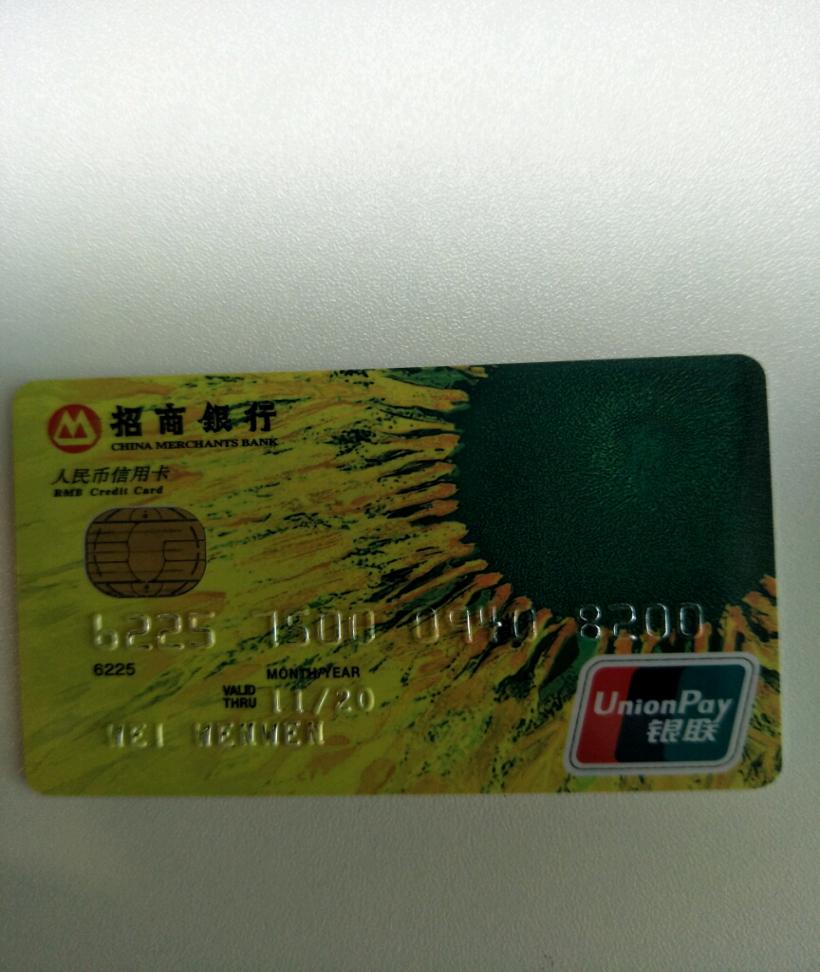 招商银行
CHINA MERCHANTS BANK
人民币信用卡
RMB Credit Card
6225 7500 0940 8200
6225
MONTH/YEAR
VALID THRU 11/20
WEI WENWEN
UnionPay
银联